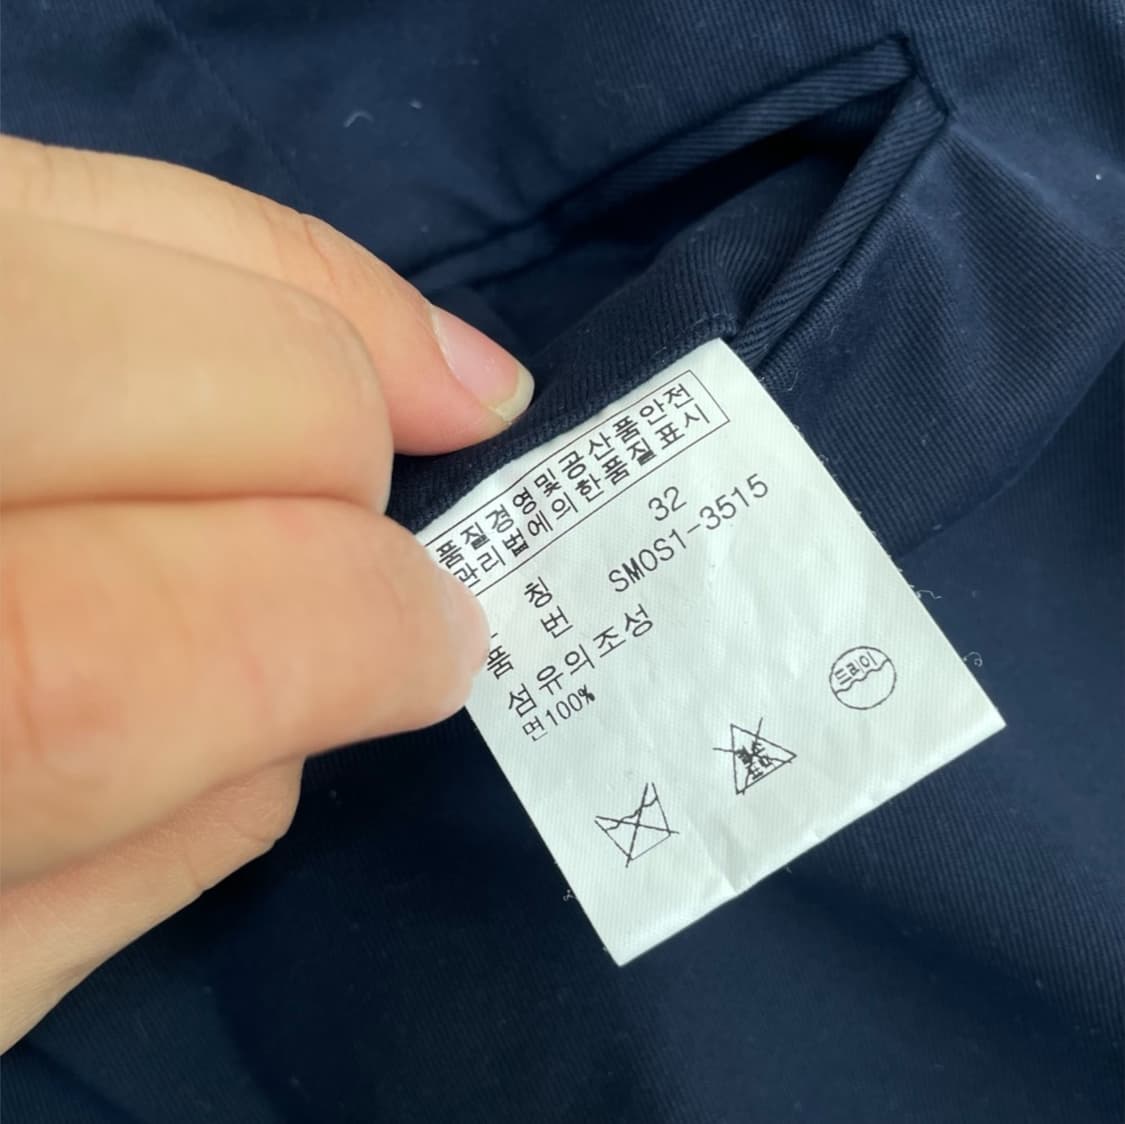 품질경영및공산품안전
관리법에의한품질표시
칭 32
품 번 SMOS1-3515
섬유의조성
면100%
드라이